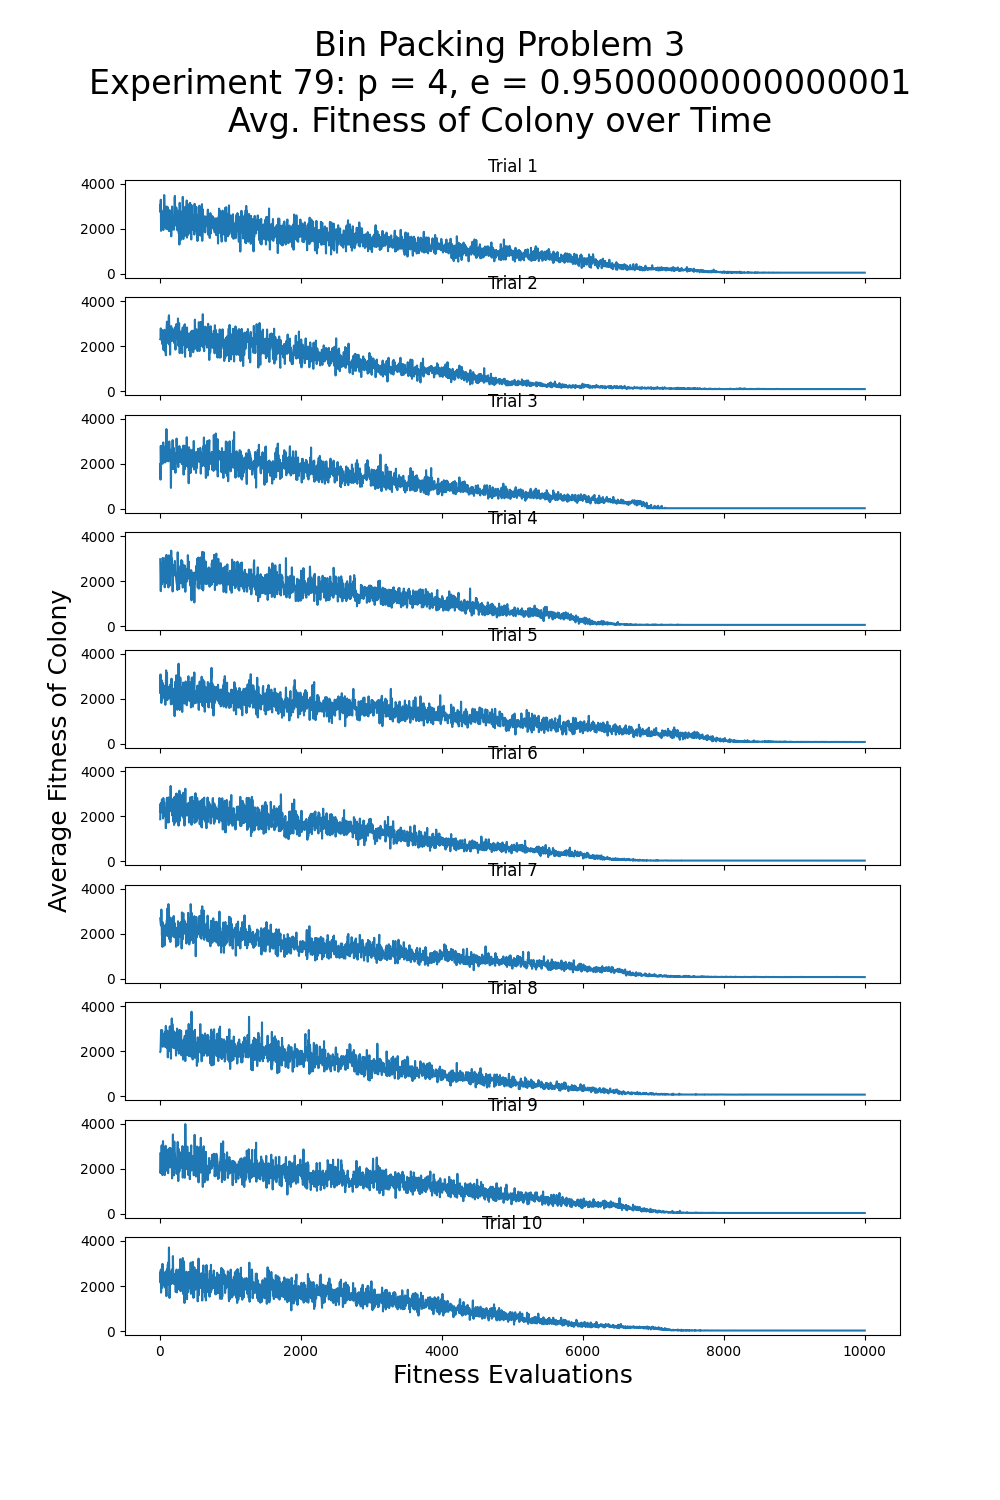 Bin Packing Problem 3
Experiment 79: p = 4, e = 0.9500000000000001
Avg. Fitness of Colony over Time
Trial 1
4000
2000
0
Trial 2
4000
2000
0
Trial 3
4000
2000
0
Trial 4
4000
2000
0
Trial 5
4000
2000
0
Trial 6
4000
2000
0
Trial 7
4000
2000
0
Trial 8
4000
2000
0
Trial 9
4000
2000
0
Trial 10
4000
2000
0
0 2000 4000 6000 8000 10000
Fitness Evaluations
Average Fitness of Colony